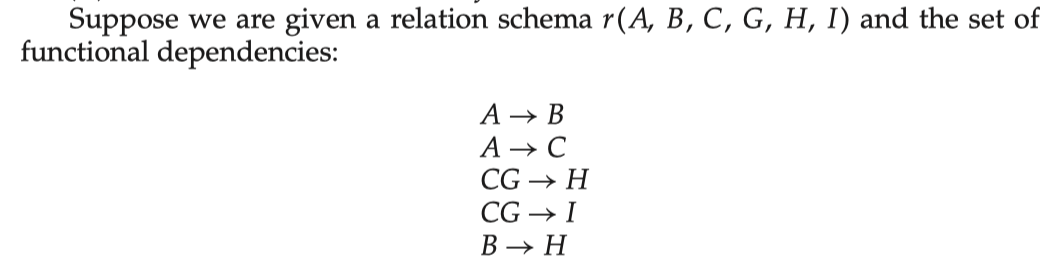 Suppose we are given a relation schema r(A, B, C, G, H, I) and the set of
functional dependencies:
A → B
A → C
CG → H
CG → I
B → H